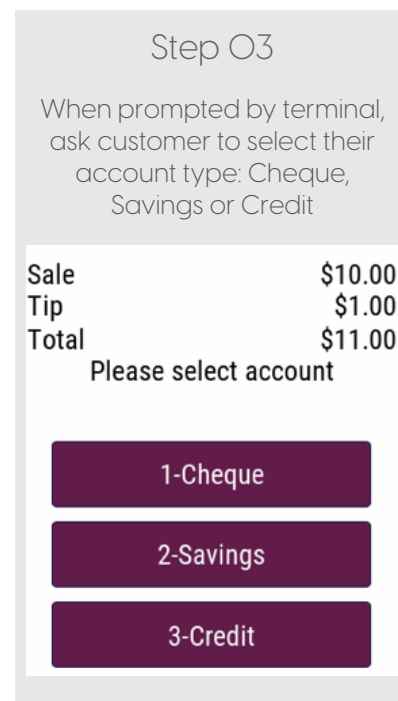 Step 03
When prompted by terminal,
ask customer to select their
account type: Cheque,
Savings or Credit
Sale $10.00
Tip $1.00
Total $11.00
Please select account
1-Cheque
2-Savings
3-Credit